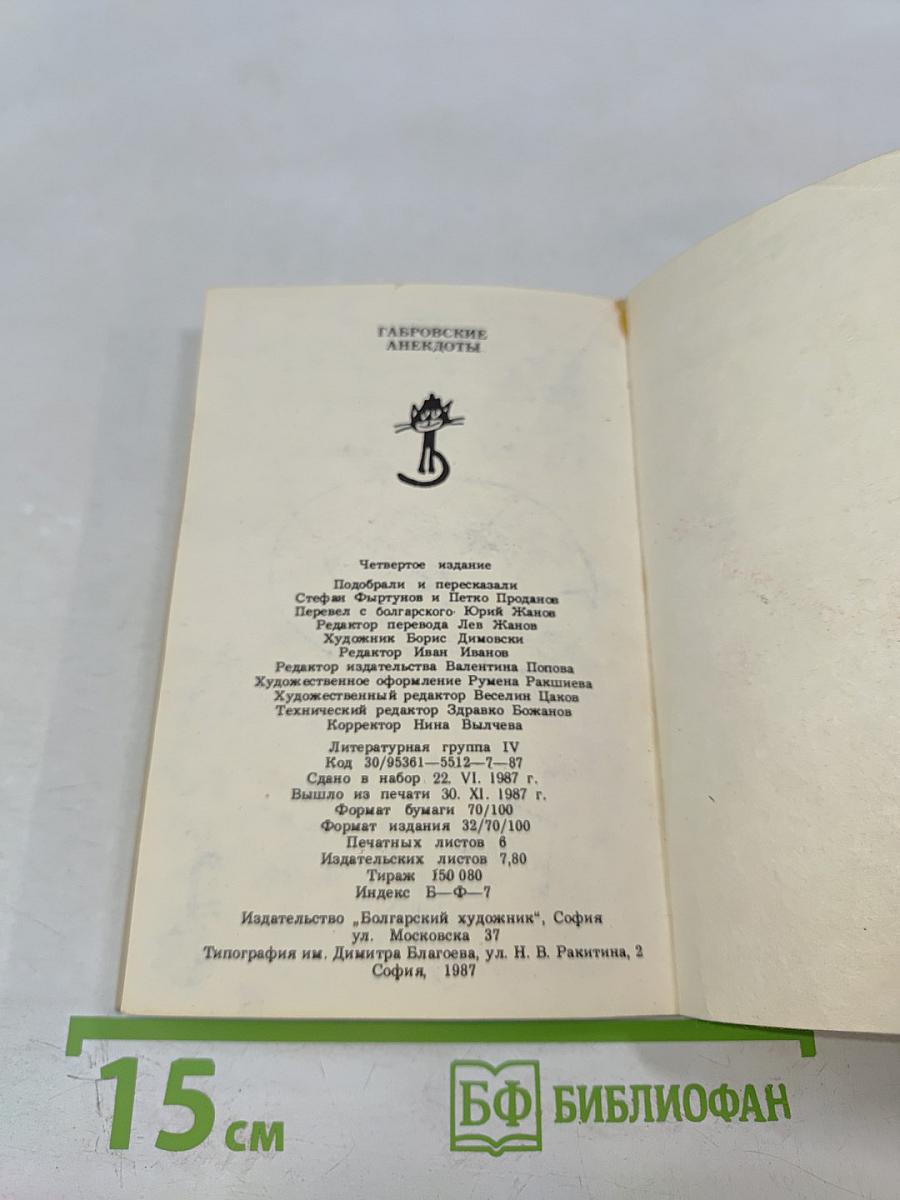 ГАБРОВСКИЕ
АНЕКДОТЫ
Четвертое издание
Подобрали и пересказали
Стефан Фыртунов и Петко Проданов
Перевел с болгарского Юрий Жанов
Редактор перевода Лев Жанов
Художник Борис Димовски
Редактор Иван Иванов
Редактор издательства Валентина Попова
Художественное оформление Румена Ракшиева
Художественный редактор Веселин Цаков
Технический редактор Здравко Божанов
Корректор Нина Вылчева
Литературная группа IV
Код 30/95361—5512—7—87
Сдано в набор 22. VI. 1987 г.
Вышло из печати 30. XI. 1987 г.
Формат бумаги 70/100
Формат издания 32/70/100
Печатных листов 6
Издательских листов 7,80
Тираж 150 080
Индекс Б—Ф—7
Издательство „Болгарский художник“, София
ул. Московска 37
Типография им. Димитра Благоева, ул. Н. В. Ракитина, 2
София, 1987
15 см
БФ БИБЛИОФАН